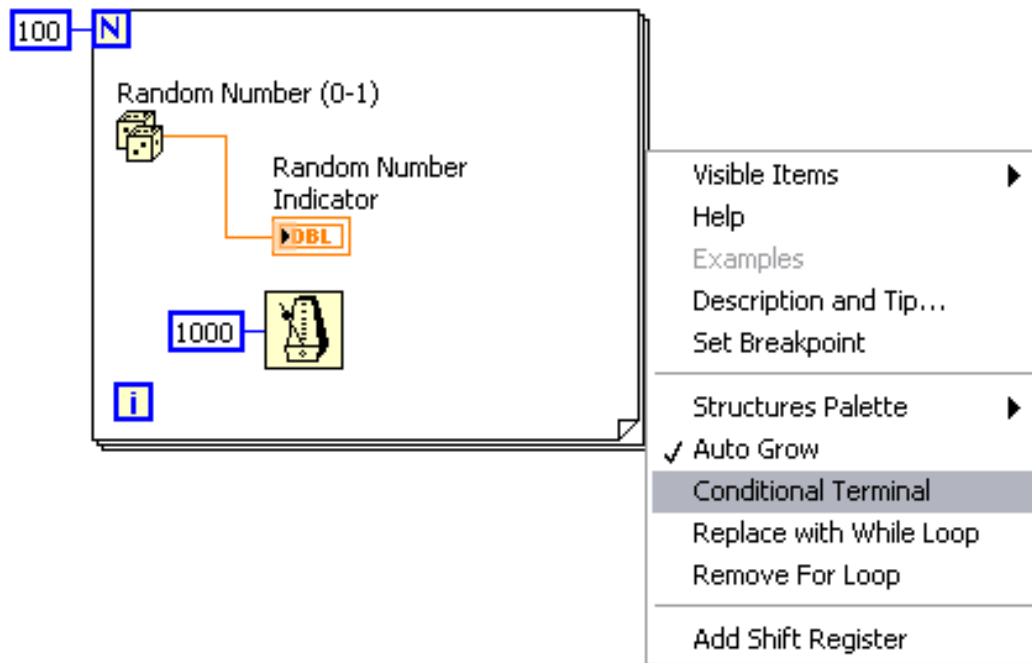 100
N
Random Number (0-1)
Random Number
Indicator
DBL
1000
i
Visible Items
Help
Examples
Description and Tip...
Set Breakpoint
Structures Palette
Auto Grow
Conditional Terminal
Replace with While Loop
Remove For Loop
Add Shift Register